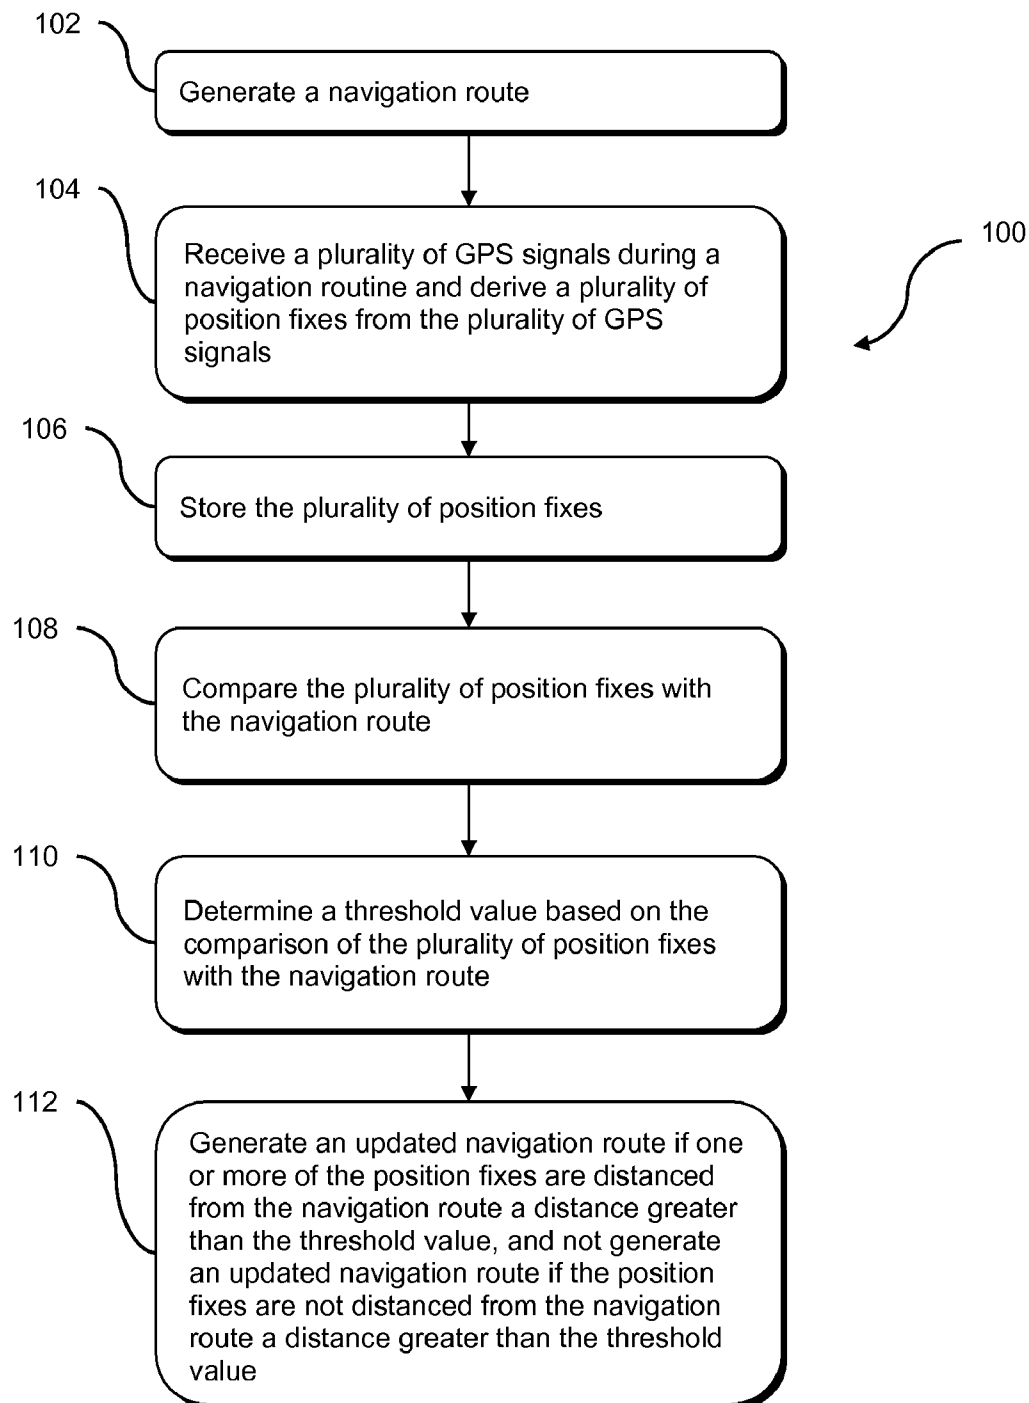 102
Generate a navigation route
104
Receive a plurality of GPS signals during a
navigation routine and derive a plurality of
position fixes from the plurality of GPS
signals
100
106
Store the plurality of position fixes
108
Compare the plurality of position fixes with
the navigation route
110
Determine a threshold value based on the
comparison of the plurality of position fixes
with the navigation route
112
Generate an updated navigation route if one
or more of the position fixes are distanced
from the navigation route a distance greater
than the threshold value, and not generate
an updated navigation route if the position
fixes are not distanced from the navigation
route a distance greater than the threshold
value